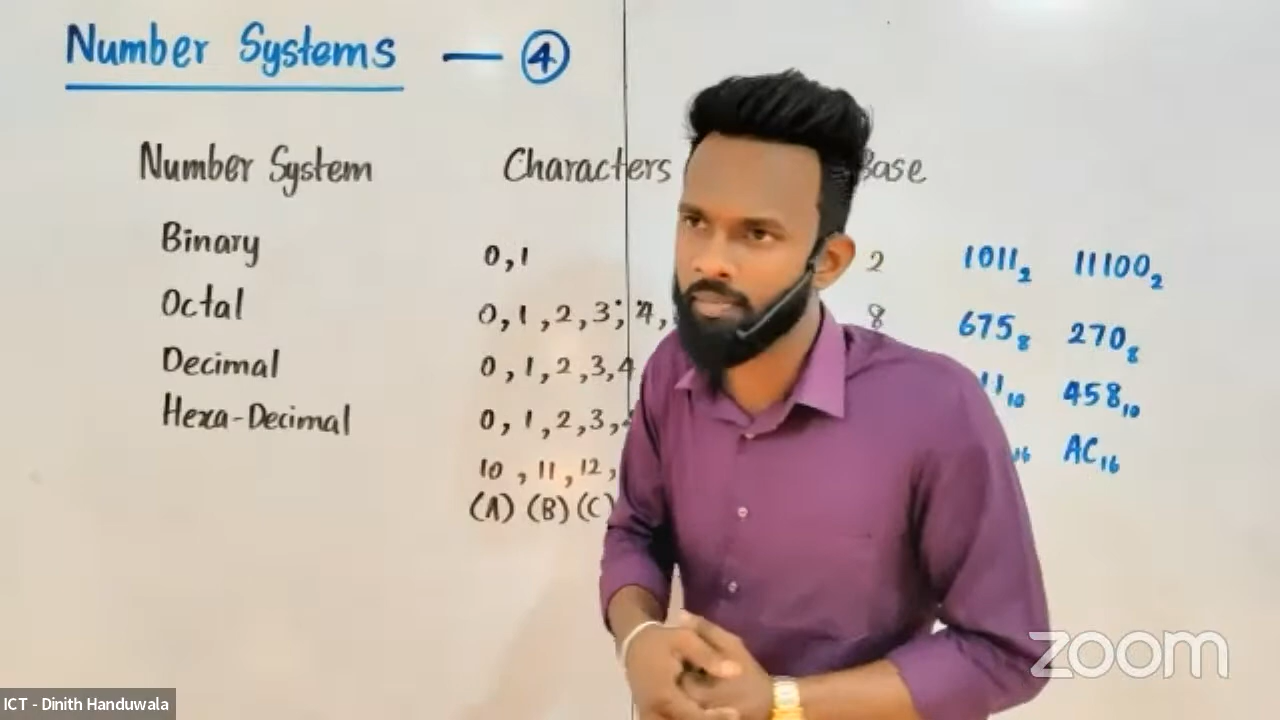 Number Systems — ④
Number System Characters Base
Binary 0,1 2 1011₂ 11100₂
Octal 0,1,2,3,4, 8 675₈ 270₈
Decimal 0,1,2,3,4 11₁₀ 458₁₀
Hexa-Decimal 0,1,2,3, 16 AC₁₆
10, 11, 12,
(A) (B) (C)
zoom
ICT - Dinith Handuwala